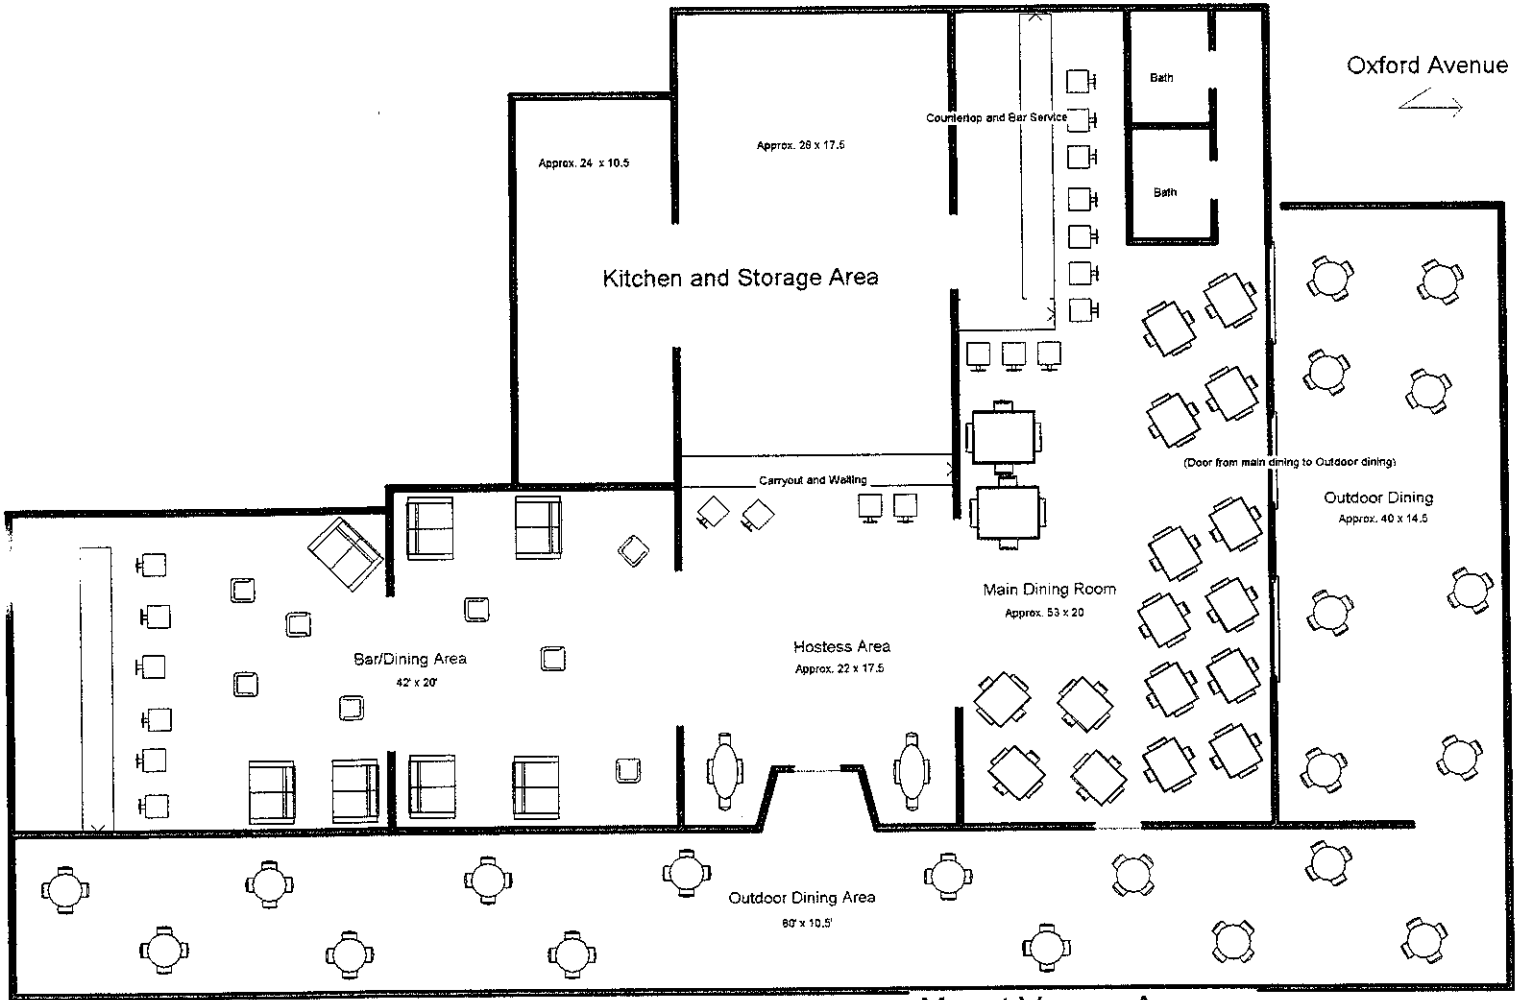 Oxford Avenue
Bath
Countertop and Bar Service
Approx. 26 x 17.5
Approx. 24 x 10.5
Bath
Kitchen and Storage Area
(Door from main dining to Outdoor dining)
Carryout and Waiting
Outdoor Dining
Approx. 40 x 14.5
Main Dining Room
Approx. 53 x 20
Hostess Area
Approx. 22 x 17.5
Bar/Dining Area
42' x 20'
Outdoor Dining Area
60' x 10.5'